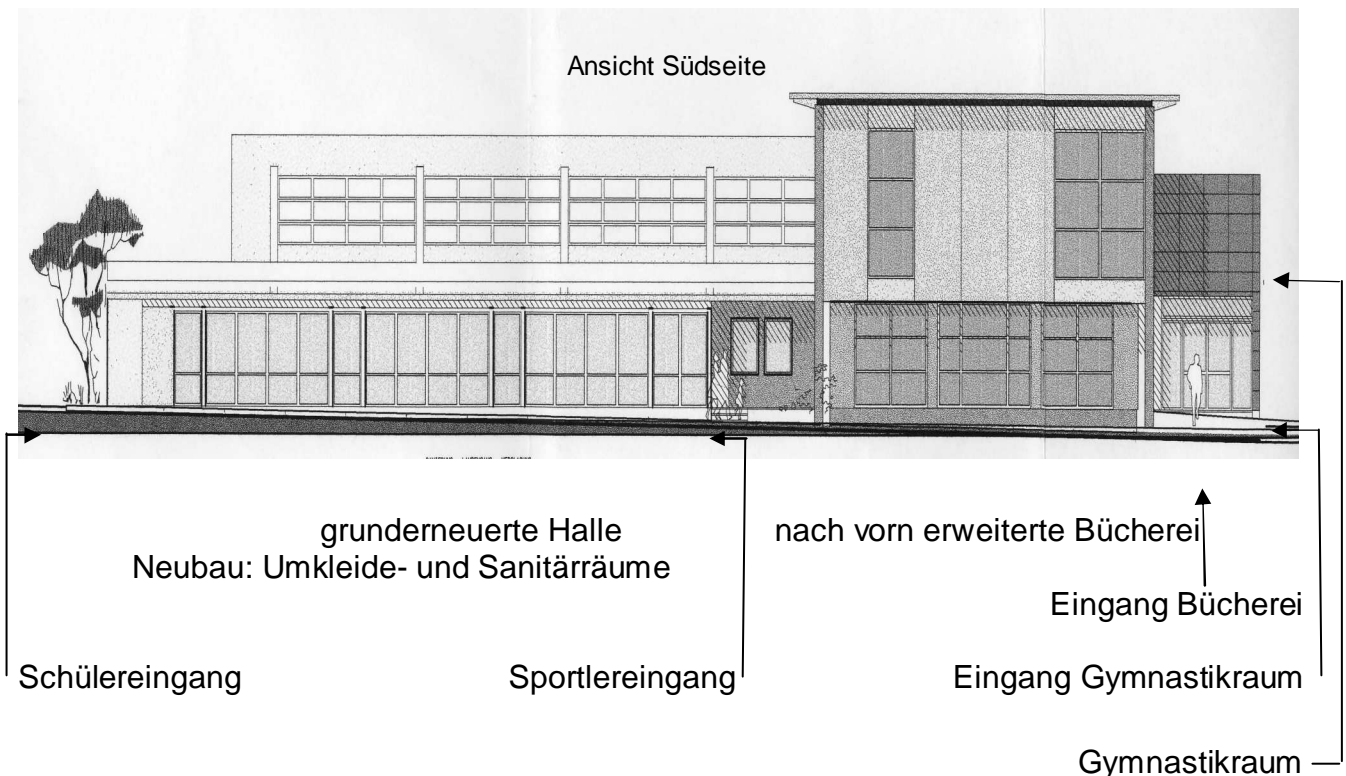 Ansicht Südseite
grunderneuerte Halle
nach vorn erweiterte Bücherei
Neubau: Umkleide- und Sanitärräume
Eingang Bücherei
Schülereingang
Sportlereingang
Eingang Gymnastikraum
Gymnastikraum